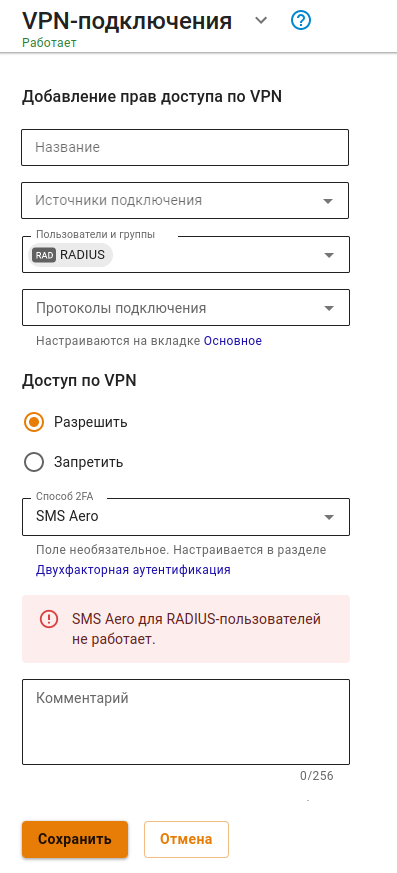 VPN-подключения
Работает
Добавление прав доступа по VPN
Название
Источники подключения
Пользователи и группы
RAD RADIUS
Протоколы подключения
Настраиваются на вкладке Основное
Доступ по VPN
Разрешить
Запретить
Способ 2FA
SMS Aero
Поле необязательное. Настраивается в разделе
Двухфакторная аутентификация
SMS Aero для RADIUS-пользователей
не работает.
Комментарий
0/256
Сохранить
Отмена